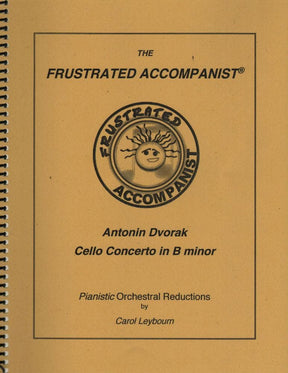 THE
FRUSTRATED ACCOMPANIST®
FRUSTRATED
ACCOMPANIST
Antonin Dvorak
Cello Concerto in B minor
Pianistic Orchestral Reductions
by
Carol Leybourn